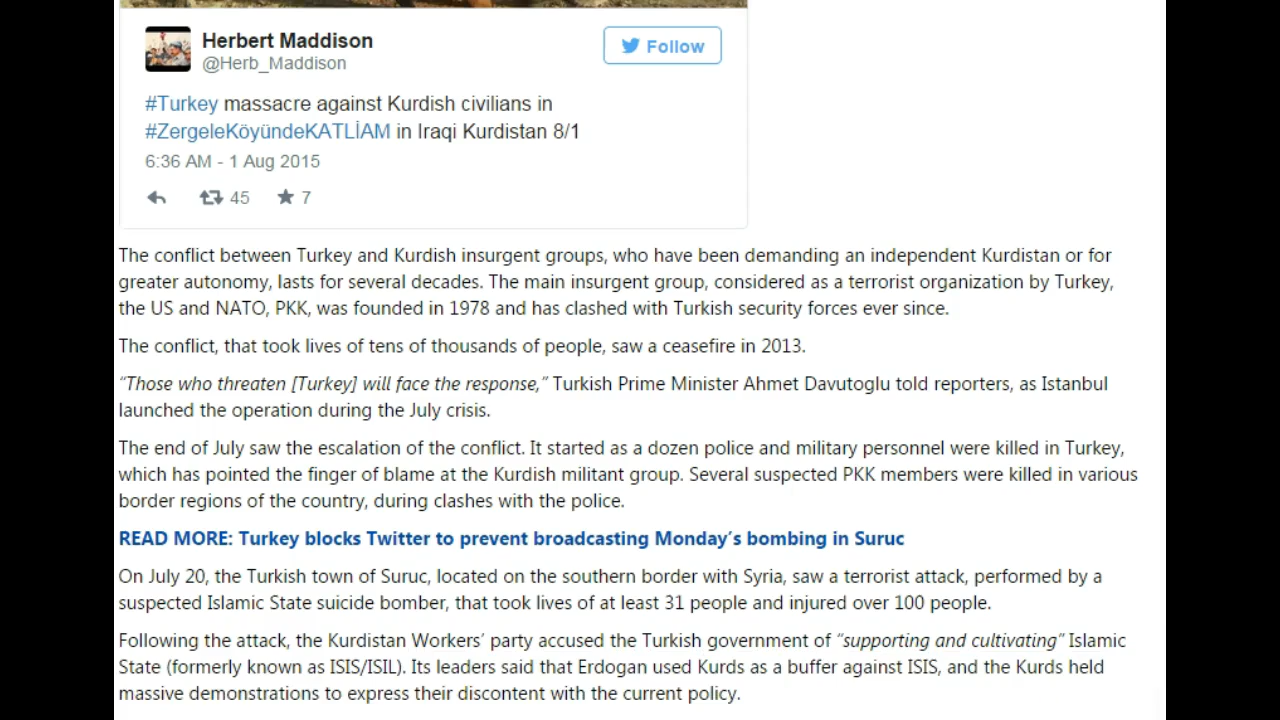 Herbert Maddison
@Herb_Maddison
Follow
#Turkey massacre against Kurdish civilians in
#ZergeleKöyündeKATLİAM in Iraqi Kurdistan 8/1
6:36 AM - 1 Aug 2015
45 7
The conflict between Turkey and Kurdish insurgent groups, who have been demanding an independent Kurdistan or for
greater autonomy, lasts for several decades. The main insurgent group, considered as a terrorist organization by Turkey,
the US and NATO, PKK, was founded in 1978 and has clashed with Turkish security forces ever since.
The conflict, that took lives of tens of thousands of people, saw a ceasefire in 2013.
“Those who threaten [Turkey] will face the response,” Turkish Prime Minister Ahmet Davutoglu told reporters, as Istanbul
launched the operation during the July crisis.
The end of July saw the escalation of the conflict. It started as a dozen police and military personnel were killed in Turkey,
which has pointed the finger of blame at the Kurdish militant group. Several suspected PKK members were killed in various
border regions of the country, during clashes with the police.
READ MORE: Turkey blocks Twitter to prevent broadcasting Monday’s bombing in Suruc
On July 20, the Turkish town of Suruc, located on the southern border with Syria, saw a terrorist attack, performed by a
suspected Islamic State suicide bomber, that took lives of at least 31 people and injured over 100 people.
Following the attack, the Kurdistan Workers’ party accused the Turkish government of “supporting and cultivating” Islamic
State (formerly known as ISIS/ISIL). Its leaders said that Erdogan used Kurds as a buffer against ISIS, and the Kurds held
massive demonstrations to express their discontent with the current policy.